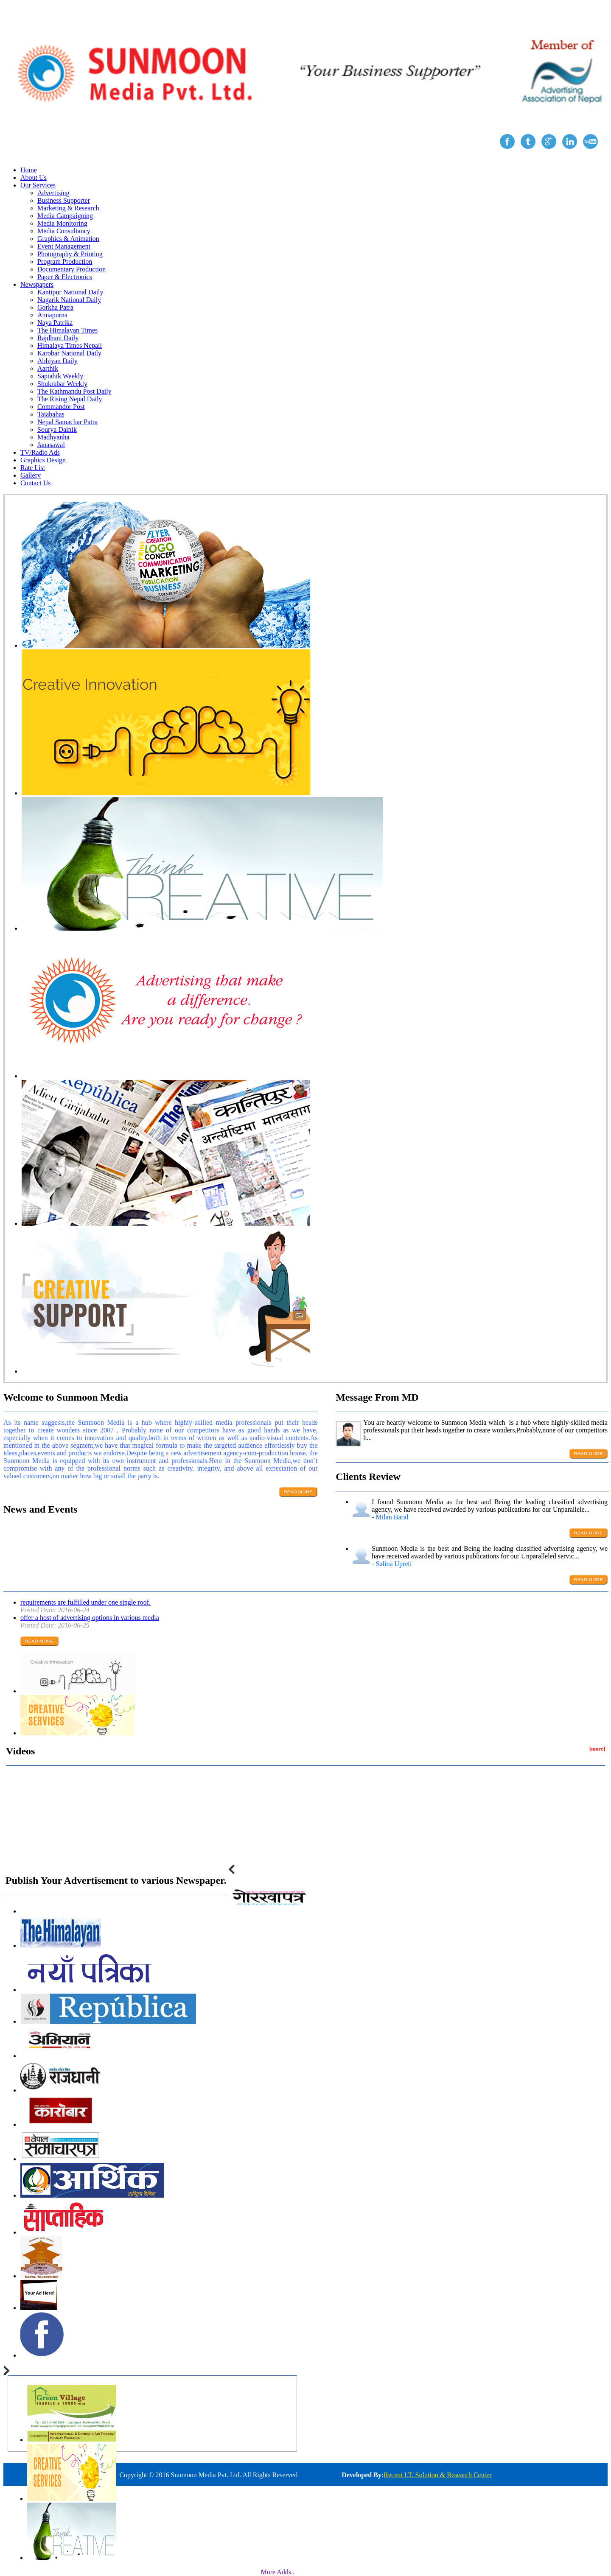 SUNMOON
Media Pvt. Ltd.
“Your Business Supporter”
Member of
Advertising
Association of Nepal
Home
About Us
Our Services
Advertising
Business Supporter
Marketing & Research
Media Campaigning
Media Monitoring
Media Consultancy
Graphics & Animation
Event Management
Photography & Printing
Program Production
Documentary Production
Paper & Electronics
Newspapers
Kantipur National Daily
Nagarik National Daily
Gorkha Patra
Annapurna
Naya Patrika
The Himalayan Times
Rajdhani Daily
Himalaya Times Nepali
Karobar National Daily
Abhiyan Daily
Aarthik
Saptahik Weekly
Shukrabar Weekly
The Kathmandu Post Daily
The Rising Nepal Daily
Commandor Post
Tajabahas
Nepal Samachar Patra
Sourya Dainik
Madhyanha
Janasawal
TV/Radio Ads
Graphics Design
Rate List
Gallery
Contact Us
FLYER
CREATION
LOGO
CONCEPT
COMMUNICATION
MARKETING
PUBLICATION
BUSINESS
Creative Innovation
Think
CREATIVE
Advertising that make
a difference.
Are you ready for change ?
República
Adieu Girijababu
कान्तिपुर
अन्त्येष्टिमा मानवसाग
CREATIVE
SUPPORT
Welcome to Sunmoon Media
As its name suggests,the Sunmoon Media is a hub where highly-skilled media professionals put their heads
together to create wonders since 2007 , Probably none of our competitors have as good hands as we have,
especially when it comes to innovation and quality,both in terms of written as well as audio-visual contents.As
mentioned in the above segment,we have that magical formula to make the targeted audience effortlessly buy the
ideas,places,events and products we endorse.Despite being a new advertisement agency-cum-production house, the
Sunmoon Media is equipped with its own instrument and professionals.Here in the Sunmoon Media,we don’t
compromise with any of the professional norms such as creativity, integrity, and above all expectation of our
valued customers,no matter how big or small the party is.
READ MORE
Message From MD
You are heartly welcome to Sunmoon Media which is a hub where highly-skilled media
professionals put their heads together to create wonders,Probably,none of our competitors
h...
READ MORE
Clients Review
I found Sunmoon Media as the best and Being the leading classified advertising
agency, we have received awarded by various publications for our Unparallele...
- Milan Baral
READ MORE
Sunmoon Media is the best and Being the leading classified advertising agency, we
have received awarded by various publications for our Unparalleled servic...
- Salina Upreti
READ MORE
News and Events
requirements are fulfilled under one single roof.
Posted Date: 2016-06-24
offer a host of advertising options in various media
Posted Date: 2016-06-25
READ MORE
Creative Innovation
CREATIVE
SERVICES
Videos
[more]
Publish Your Advertisement to various Newspaper.
गोरखापत्र
The Himalayan
नयाँ पत्रिका
República
अभियान
राजधानी
कारोबार
नेपाल
समाचारपत्र
आर्थिक
राष्ट्रिय दैनिक
साप्ताहिक
NEPAL TELEVISION
Your Ad Here!
Green Village
TRAVELS & TOURS
CREATIVE
SERVICES
Copyright © 2016 Sunmoon Media Pvt. Ltd. All Rights Reserved
Developed By:Recent I.T. Solution & Research Center
Think
CREATIVE
More Adds..